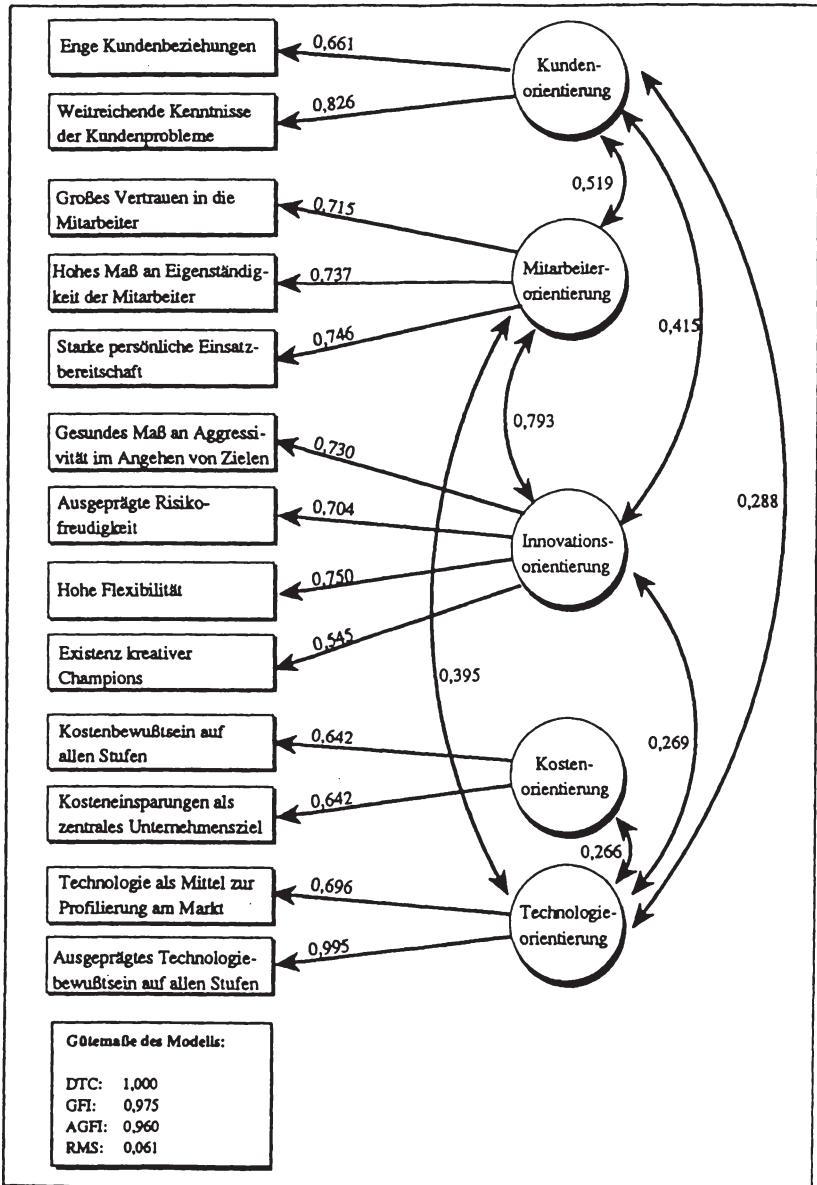 Enge Kundenbeziehungen
0,661
Kunden-
orientierung
Weitreichende Kenntnisse
der Kundenprobleme
0,826
0,519
Großes Vertrauen in die
Mitarbeiter
0,715
Mitarbeiter-
orientierung
Hohes Maß an Eigenständig-
keit der Mitarbeiter
0,737
Starke persönliche Einsatz-
bereitschaft
0,746
0,415
0,793
Gesundes Maß an Aggressi-
vität im Angehen von Zielen
0,730
Ausgeprägte Risiko-
freudigkeit
0,704
0,288
Innovations-
orientierung
Hohe Flexibilität
0,750
Existenz kreativer
Champions
0,545
0,395
Kostenbewußtsein auf
allen Stufen
0,642
0,269
Kosten-
orientierung
Kosteneinsparungen als
zentrales Unternehmensziel
0,642
0,266
Technologie als Mittel zur
Profilierung am Markt
0,696
Technologie-
orientierung
Ausgeprägtes Technologie-
bewußtsein auf allen Stufen
0,995
Gütemaße des Modells:
DTC: 1,000
GFI: 0,975
AGFI: 0,960
RMS: 0,061